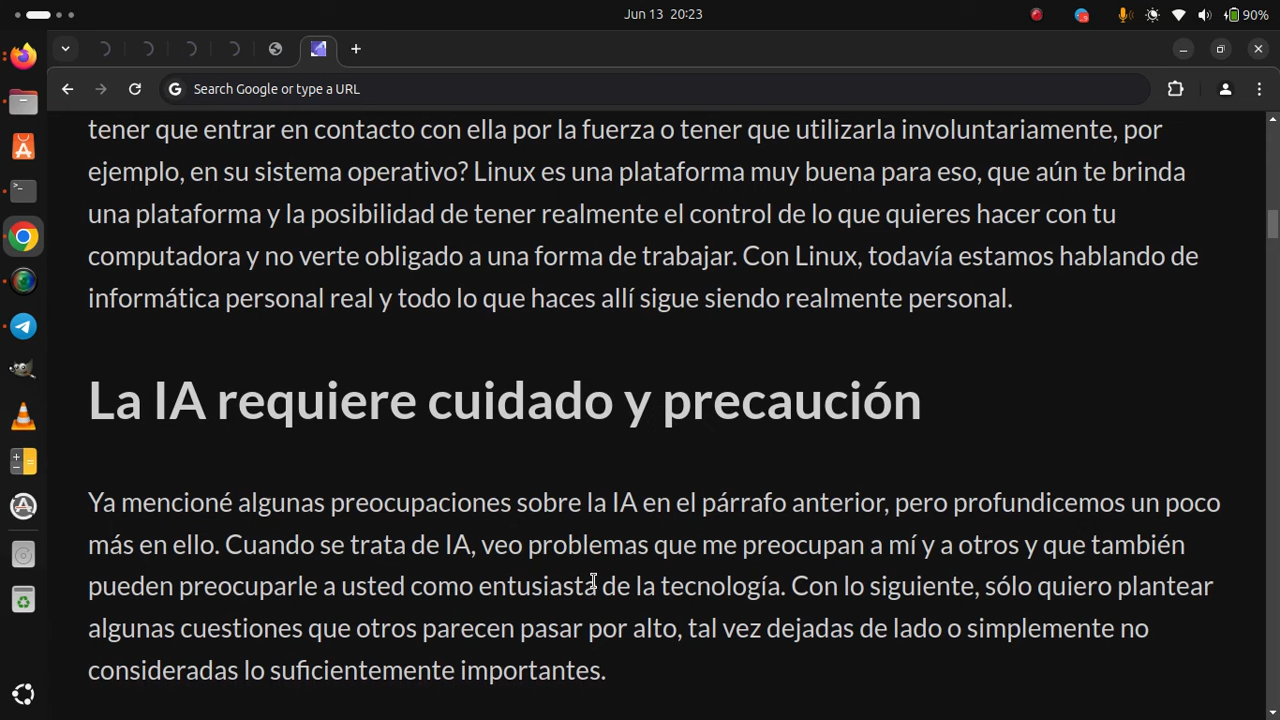 Jun 13 20:23
90%
Search Google or type a URL
tener que entrar en contacto con ella por la fuerza o tener que utilizarla involuntariamente, por
ejemplo, en su sistema operativo? Linux es una plataforma muy buena para eso, que aún te brinda
una plataforma y la posibilidad de tener realmente el control de lo que quieres hacer con tu
computadora y no verte obligado a una forma de trabajar. Con Linux, todavía estamos hablando de
informática personal real y todo lo que haces allí sigue siendo realmente personal.
La IA requiere cuidado y precaución
Ya mencioné algunas preocupaciones sobre la IA en el párrafo anterior, pero profundicemos un poco
más en ello. Cuando se trata de IA, veo problemas que me preocupan a mí y a otros y que también
pueden preocuparle a usted como entusiasta de la tecnología. Con lo siguiente, sólo quiero plantear
algunas cuestiones que otros parecen pasar por alto, tal vez dejadas de lado o simplemente no
consideradas lo suficientemente importantes.